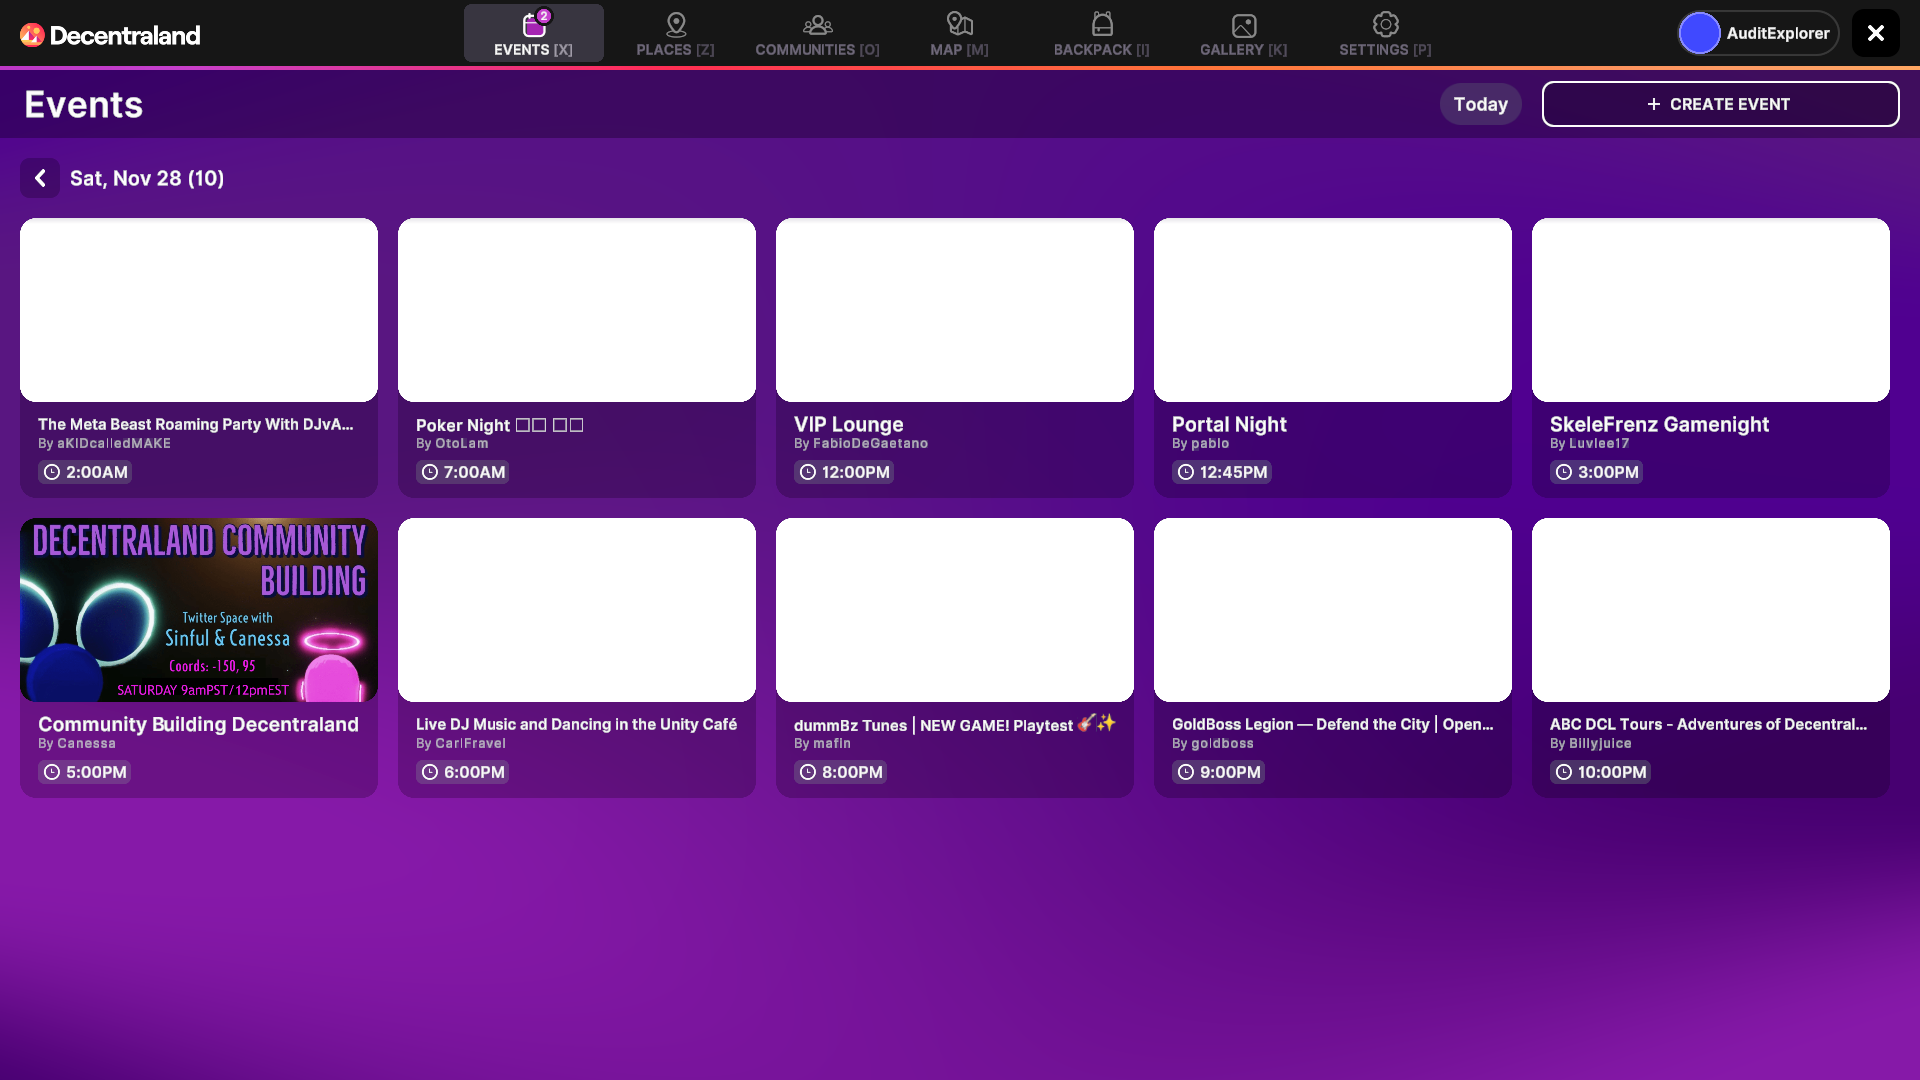 Decentraland
2
EVENTS [X]
PLACES [Z]
COMMUNITIES [O]
MAP [M]
BACKPACK [I]
GALLERY [K]
SETTINGS [P]
AuditExplorer
Events
Today
+ CREATE EVENT
Sat, Nov 28 (10)
The Meta Beast Roaming Party With DJvA...
By aKIDcalledMAKE
2:00AM
Poker Night □□ □□
By OtoLam
7:00AM
VIP Lounge
By FabioDeGaetano
12:00PM
Portal Night
By pablo
12:45PM
SkeleFrenz Gamenight
By Luvlee17
3:00PM
DECENTRALAND COMMUNITY
BUILDING
Twitter Space with
Sinful & Canessa
Coords: -150, 95
SATURDAY 9amPST/12pmEST
Community Building Decentraland
By Canessa
5:00PM
Live DJ Music and Dancing in the Unity Café
By CarlFravel
6:00PM
dummBz Tunes | NEW GAME! Playtest 🎸✨
By mafin
8:00PM
GoldBoss Legion — Defend the City | Open...
By goldboss
9:00PM
ABC DCL Tours - Adventures of Decentral...
By Billyjuice
10:00PM